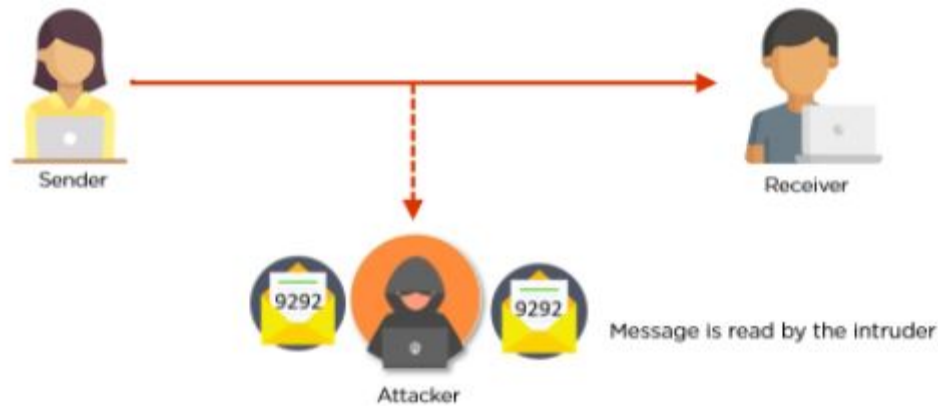 Sender
Receiver
9292
9292
Message is read by the intruder
Attacker